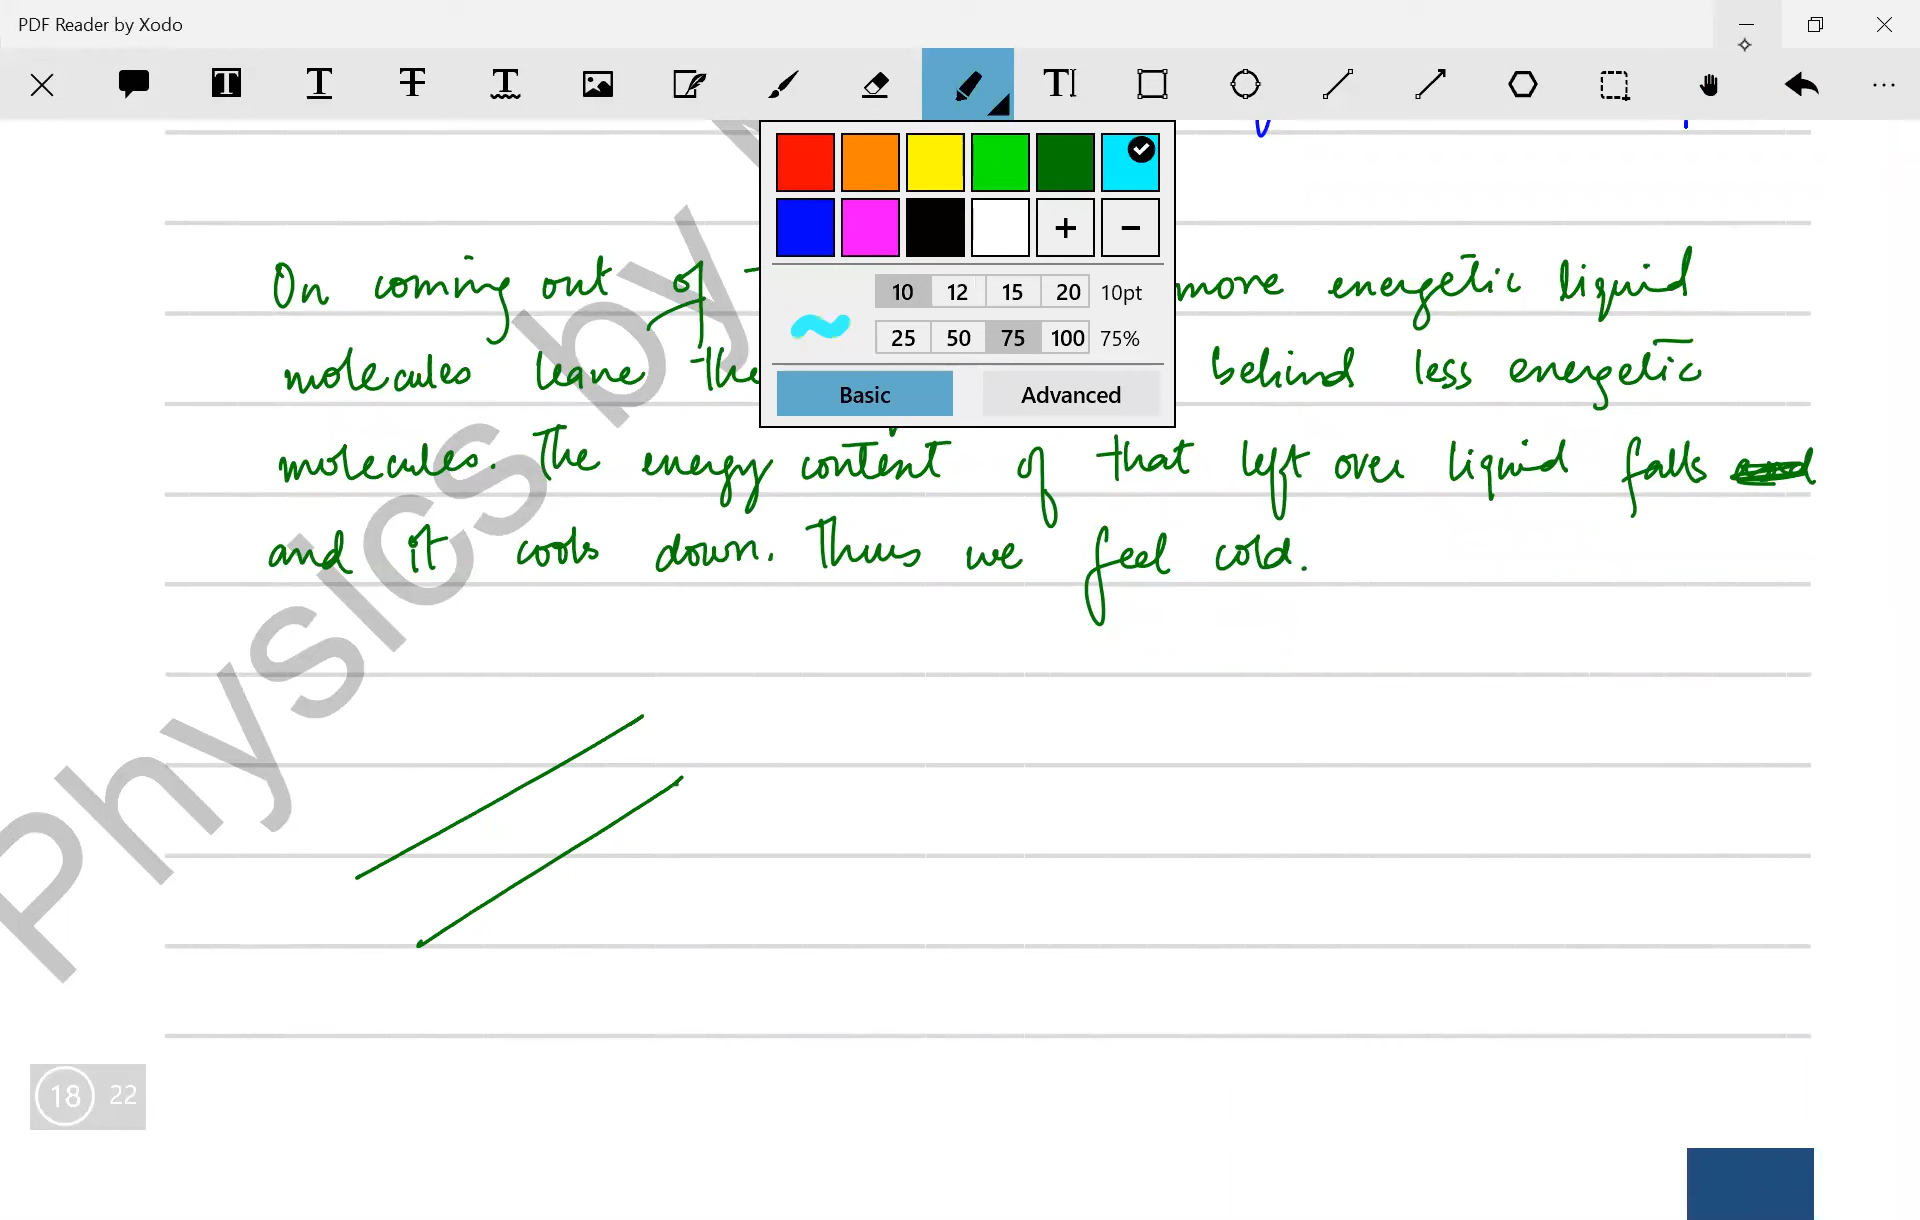 PDF Reader by Xodo
T T T T TI
10 12 15 20 10pt
25 50 75 100 75%
Basic Advanced
On coming out of more energetic liquid
molecules leave the behind less energetic
molecules. The energy content of that left over liquid falls
and it cools down. Thus we feel cold.
Physics by
18 22